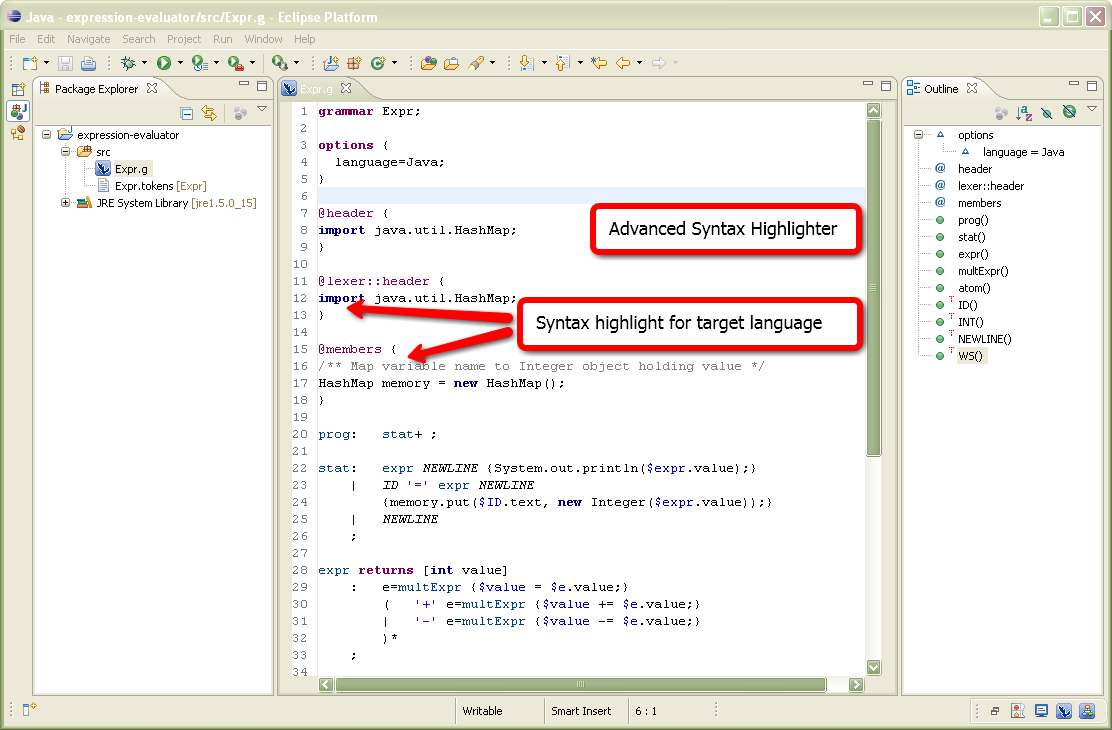 Java - expression-evaluator/src/Expr.g - Eclipse Platform
File Edit Navigate Search Project Run Window Help
Package Explorer
expression-evaluator
src
Expr.g
Expr.tokens [Expr]
JRE System Library [jre1.5.0_15]
Expr.g
1 grammar Expr;
2
3 options {
4 language=Java;
5 }
6
7 @header {
8 import java.util.HashMap;
9 }
10
11 @lexer::header {
12 import java.util.HashMap;
13 }
14
15 @members {
16 /** Map variable name to Integer object holding value */
17 HashMap memory = new HashMap();
18 }
19
20 prog: stat+ ;
21
22 stat: expr NEWLINE {System.out.println($expr.value);}
23 | ID '=' expr NEWLINE
24 {memory.put($ID.text, new Integer($expr.value));}
25 | NEWLINE
26 ;
27
28 expr returns [int value]
29 : e=multExpr {$value = $e.value;}
30 ( '+' e=multExpr {$value += $e.value;}
31 | '-' e=multExpr {$value -= $e.value;}
32 )*
33 ;
34
Advanced Syntax Highlighter
Syntax highlight for target language
Outline
options
language = Java
header
lexer::header
members
prog()
stat()
expr()
multExpr()
atom()
ID()
INT()
NEWLINE()
WS()
Writable Smart Insert 6 : 1